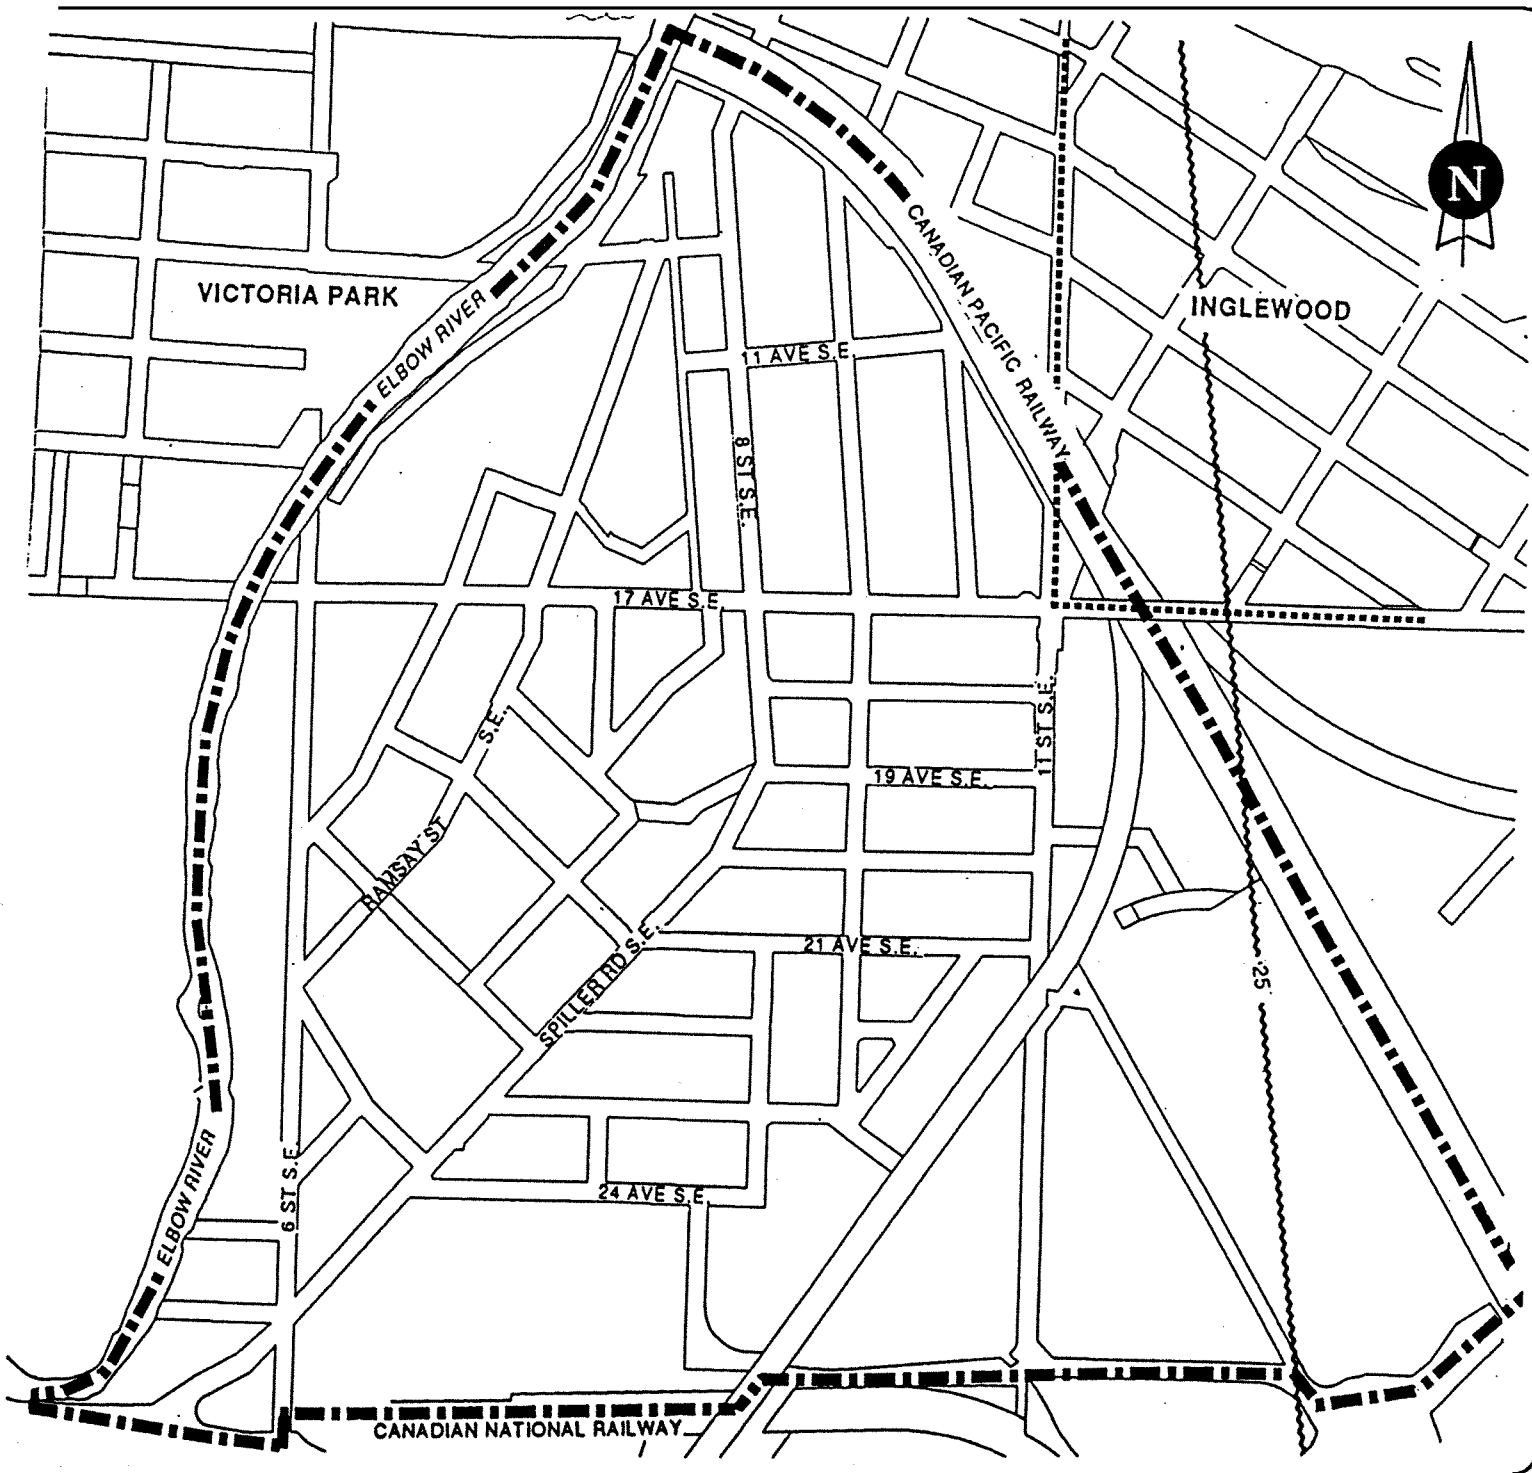 N
CANADIAN PACIFIC RAILWAY
VICTORIA PARK
ELBOW RIVER
INGLEWOOD
11 AVE S.E.
8 ST S.E.
17 AVE S.E.
S.E.
11 ST S.E.
19 AVE S.E.
RAMSAY ST
21 AVE S.E.
SPILLER RD S.E.
25
ELBOW RIVER
6 ST S.E.
24 AVE S.E.
CANADIAN NATIONAL RAILWAY